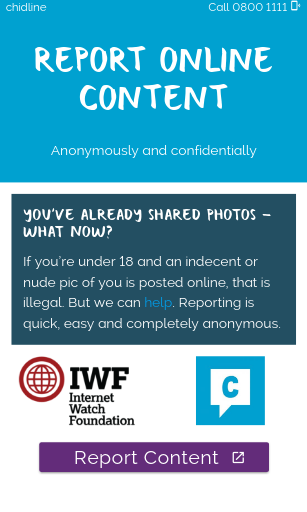 chidline
Call 0800 1111
REPORT ONLINE
CONTENT
Anonymously and confidentially
YOU'VE ALREADY SHARED PHOTOS –
WHAT NOW?
If you're under 18 and an indecent or
nude pic of you is posted online, that is
illegal. But we can help. Reporting is
quick, easy and completely anonymous.
IWF
Internet
Watch
Foundation
C
Report Content